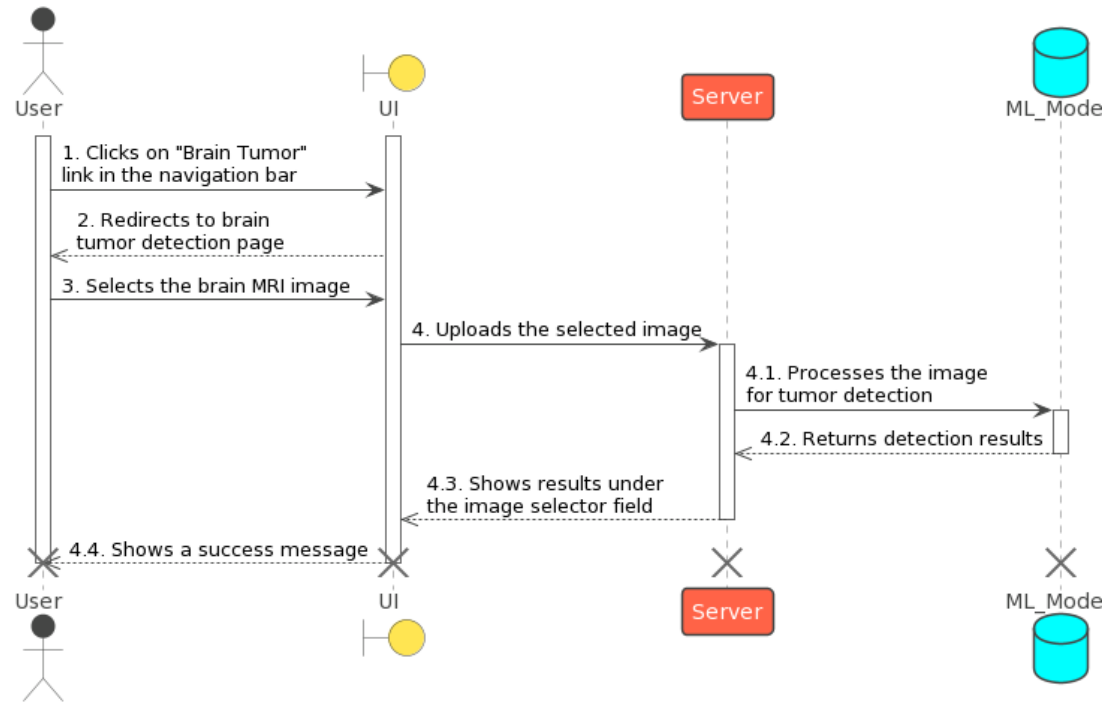 User
UI
Server
ML_Mode
1. Clicks on "Brain Tumor"
link in the navigation bar
2. Redirects to brain
tumor detection page
3. Selects the brain MRI image
4. Uploads the selected image
4.1. Processes the image
for tumor detection
4.2. Returns detection results
4.3. Shows results under
the image selector field
4.4. Shows a success message
User
UI
Server
ML_Mode